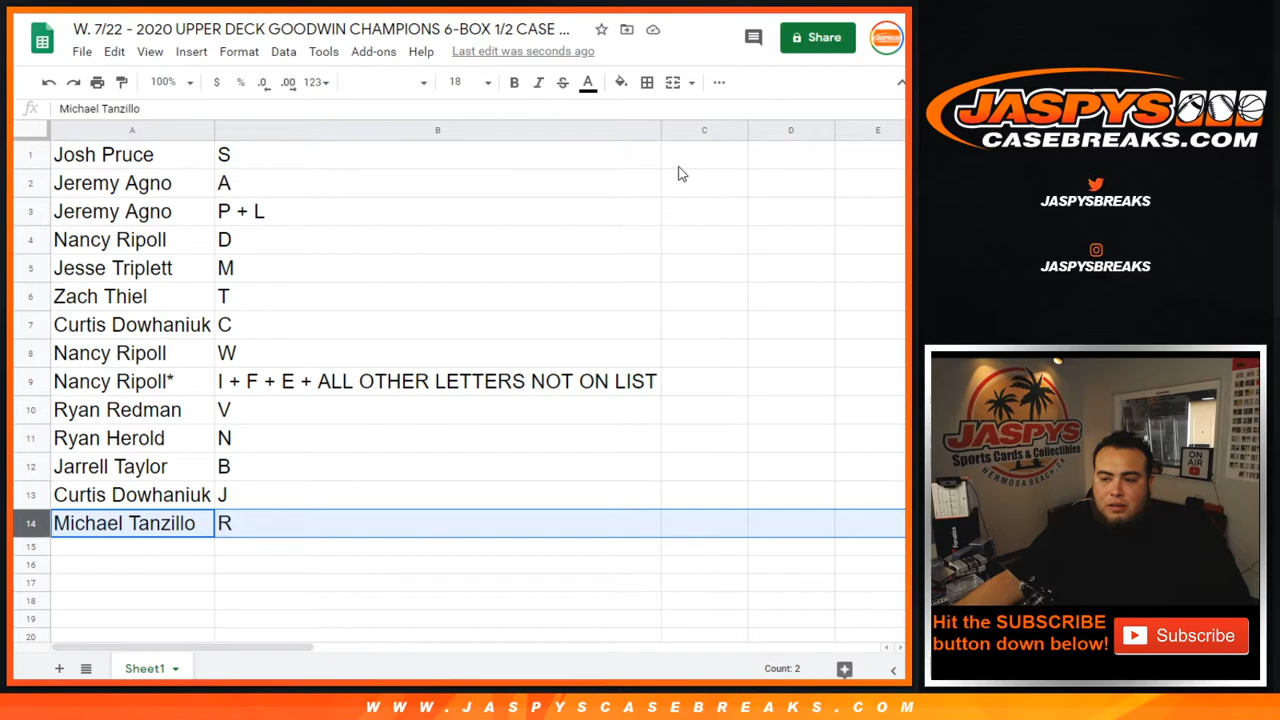 W. 7/22 - 2020 UPPER DECK GOODWIN CHAMPIONS 6-BOX 1/2 CASE ...
File Edit View Insert Format Data Tools Add-ons Help Last edit was seconds ago
Share
100% $ % .0 .00 123 18 B I S A
fx Michael Tanzillo
A B C D E
1 Josh Pruce S
2 Jeremy Agno A
3 Jeremy Agno P + L
4 Nancy Ripoll D
5 Jesse Triplett M
6 Zach Thiel T
7 Curtis Dowhaniuk C
8 Nancy Ripoll W
9 Nancy Ripoll* I + F + E + ALL OTHER LETTERS NOT ON LIST
10 Ryan Redman V
11 Ryan Herold N
12 Jarrell Taylor B
13 Curtis Dowhaniuk J
14 Michael Tanzillo R
15
16
17
18
19
20
Sheet1
Count: 2
JASPYS
CASEBREAKS.COM
JASPYSBREAKS
JASPYSBREAKS
JASPYS
Sports Cards & Collectibles
HERMOSA BEACH, CA
ON AIR
Fanatics
Hit the SUBSCRIBE
button down below!
Subscribe
WWW.JASPYSCASEBREAKS.COM